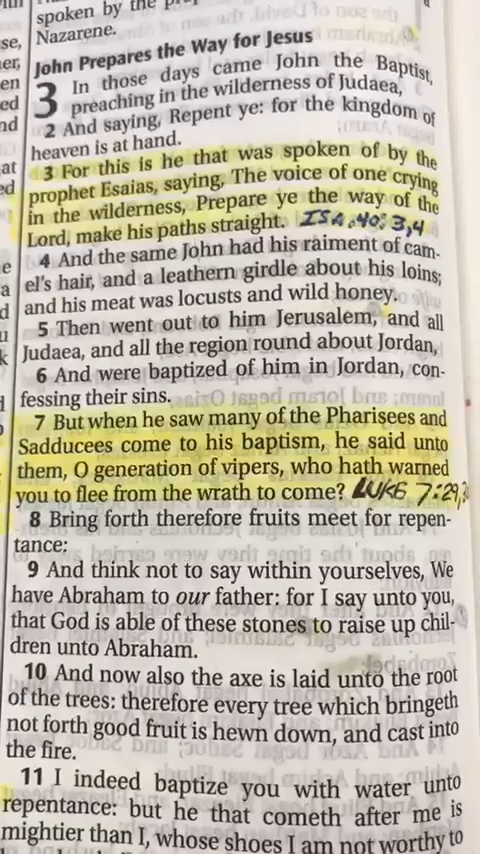 spoken by the
Nazarene.
John Prepares the Way for Jesus
3 In those days came John the Baptist,
preaching in the wilderness of Judaea,
2 And saying, Repent ye: for the kingdom of
heaven is at hand.
3 For this is he that was spoken of by the
prophet Esaias, saying, The voice of one crying
in the wilderness, Prepare ye the way of the
Lord, make his paths straight. ISA. 40: 3,4
4 And the same John had his raiment of cam-
el's hair, and a leathern girdle about his loins;
and his meat was locusts and wild honey.
5 Then went out to him Jerusalem, and all
Judaea, and all the region round about Jordan,
6 And were baptized of him in Jordan, con-
fessing their sins.
7 But when he saw many of the Pharisees and
Sadducees come to his baptism, he said unto
them, O generation of vipers, who hath warned
you to flee from the wrath to come? LUKE 7:29,
8 Bring forth therefore fruits meet for repen-
tance:
9 And think not to say within yourselves, We
have Abraham to our father: for I say unto you,
that God is able of these stones to raise up chil-
dren unto Abraham.
10 And now also the axe is laid unto the root
of the trees: therefore every tree which bringeth
not forth good fruit is hewn down, and cast into
the fire.
11 I indeed baptize you with water unto
repentance: but he that cometh after me is
mightier than I, whose shoes I am not worthy to